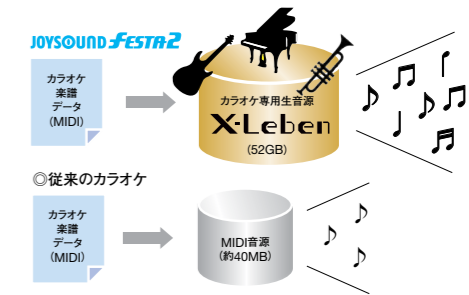 JOYSOUND FESTA2
カラオケ
楽譜
データ
(MIDI)
カラオケ専用生音源
X-Leben
(52GB)
◎従来のカラオケ
カラオケ
楽譜
データ
(MIDI)
MIDI音源
(約40MB)